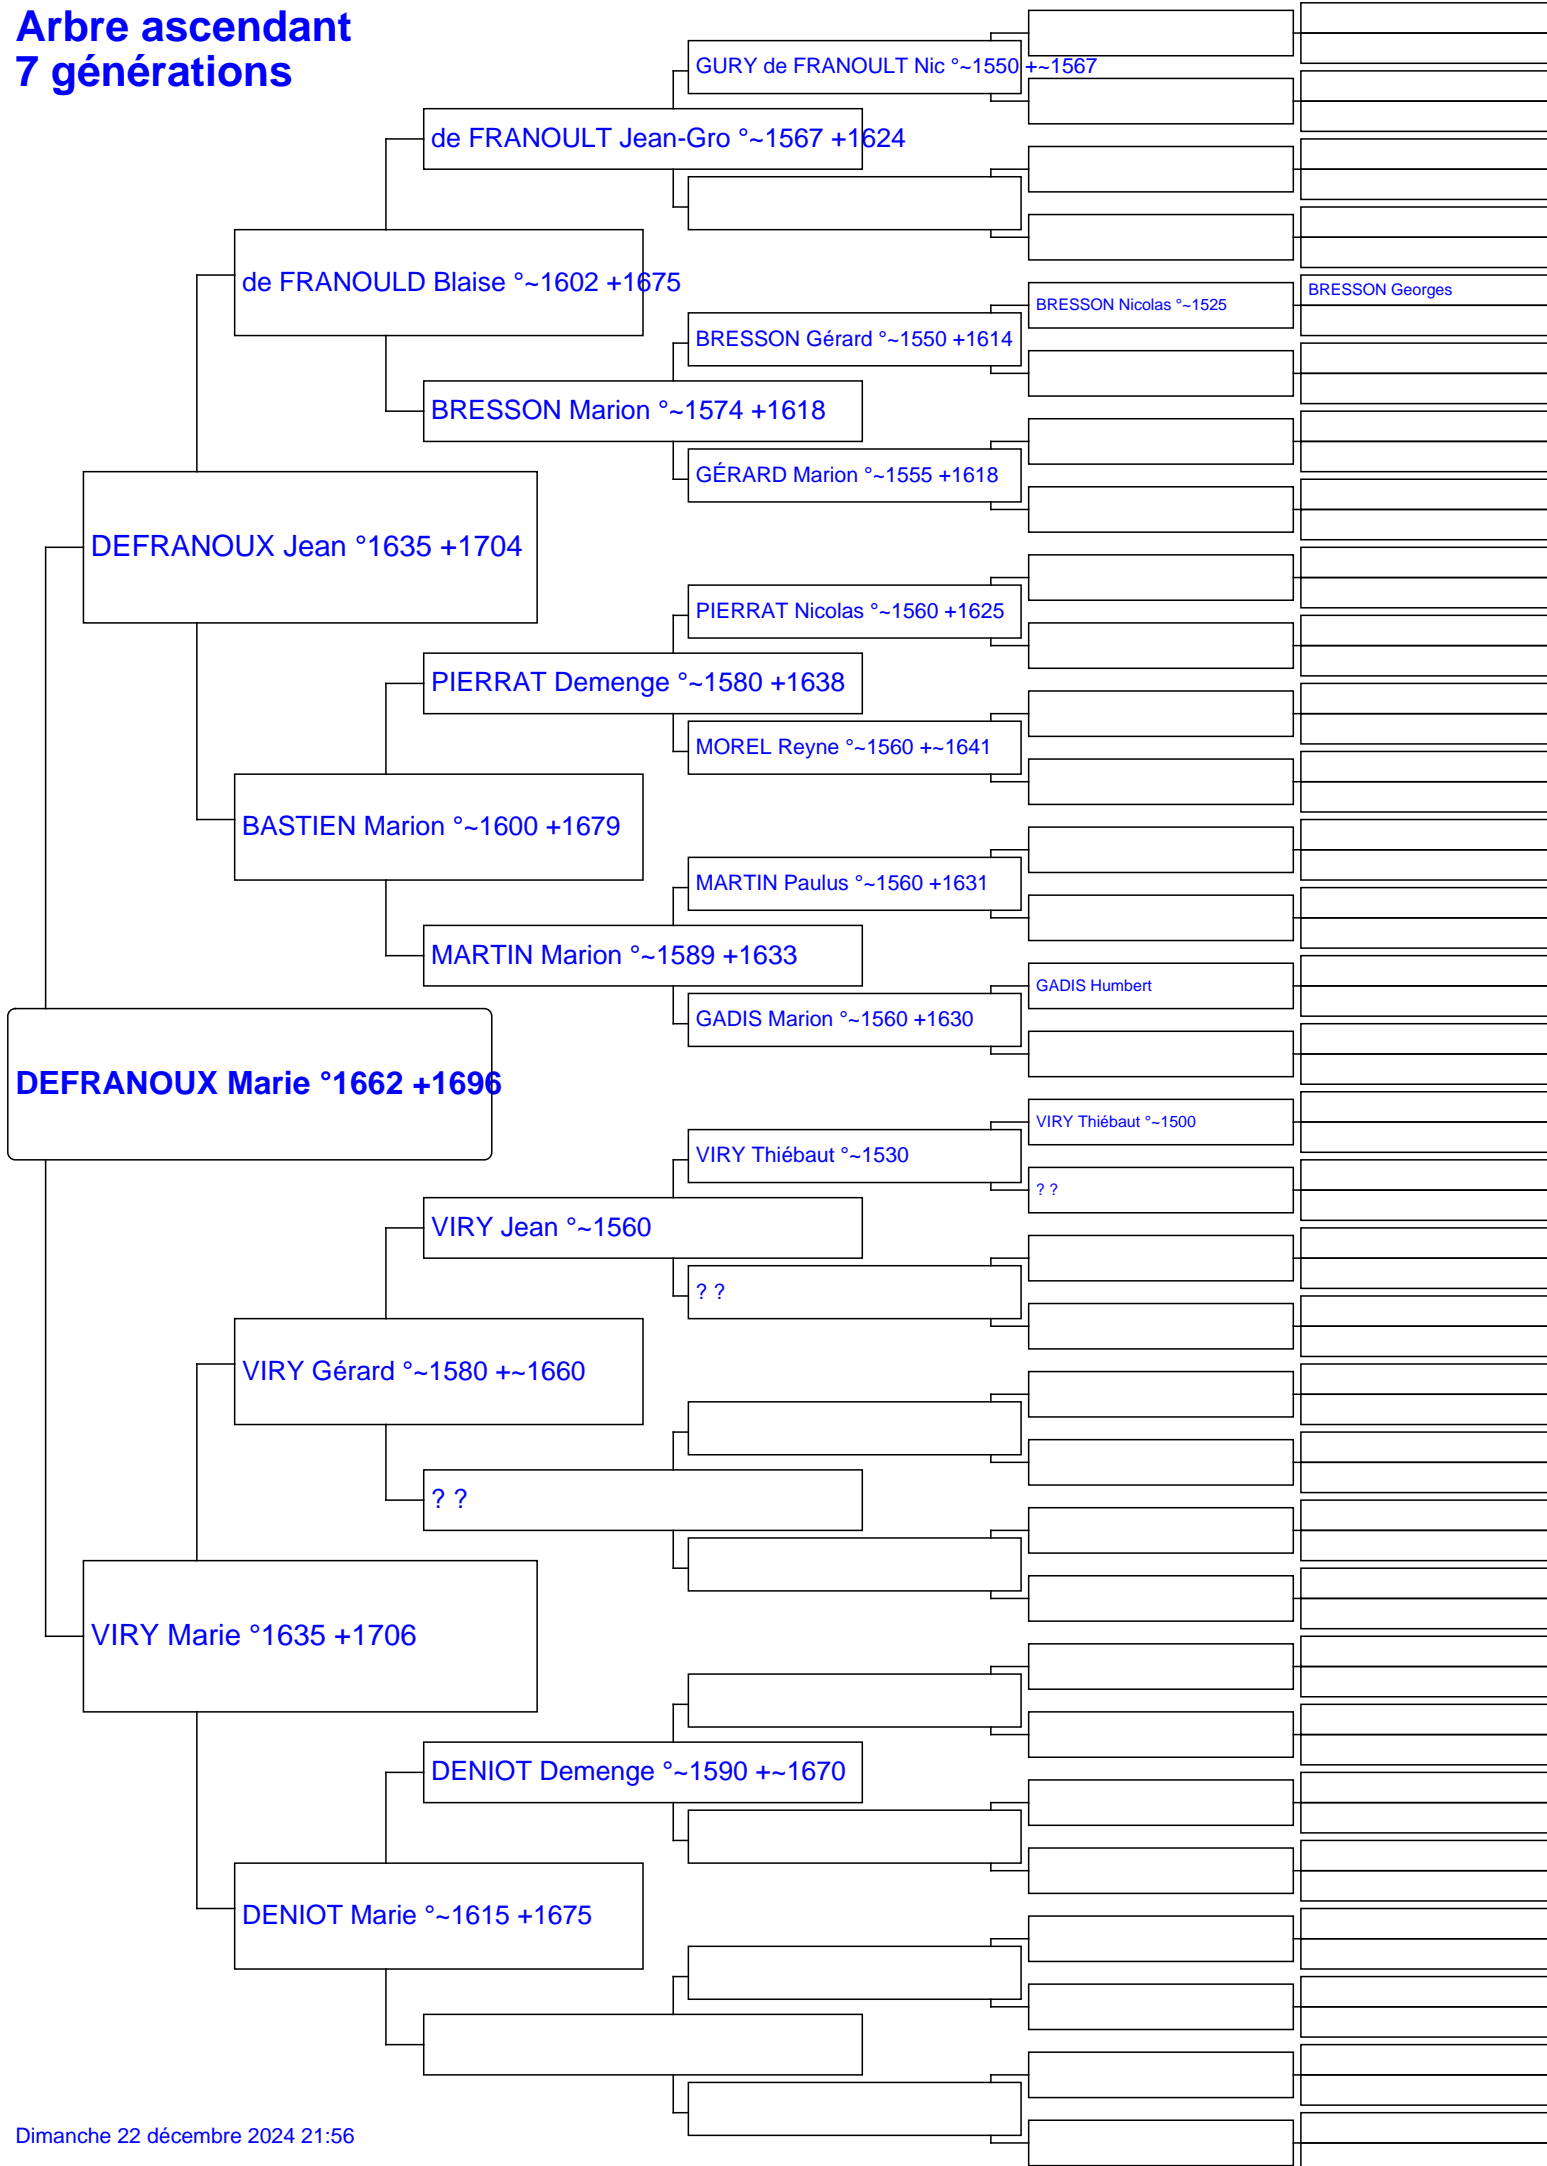 Arbre ascendant
7 générations
GURY de FRANOULT Nic °~1550 +~1567
de FRANOULT Jean-Gro °~1567 +1624
de FRANOULD Blaise °~1602 +1675
BRESSON Georges
BRESSON Nicolas °~1525
BRESSON Gérard °~1550 +1614
BRESSON Marion °~1574 +1618
GÉRARD Marion °~1555 +1618
DEFRANOUX Jean °1635 +1704
PIERRAT Nicolas °~1560 +1625
PIERRAT Demenge °~1580 +1638
MOREL Reyne °~1560 +~1641
BASTIEN Marion °~1600 +1679
MARTIN Paulus °~1560 +1631
MARTIN Marion °~1589 +1633
GADIS Humbert
GADIS Marion °~1560 +1630
DEFRANOUX Marie °1662 +1696
VIRY Thiébaut °~1500
VIRY Thiébaut °~1530
? ?
VIRY Jean °~1560
? ?
VIRY Gérard °~1580 +~1660
? ?
VIRY Marie °1635 +1706
DENIOT Demenge °~1590 +~1670
DENIOT Marie °~1615 +1675
Dimanche 22 décembre 2024 21:56